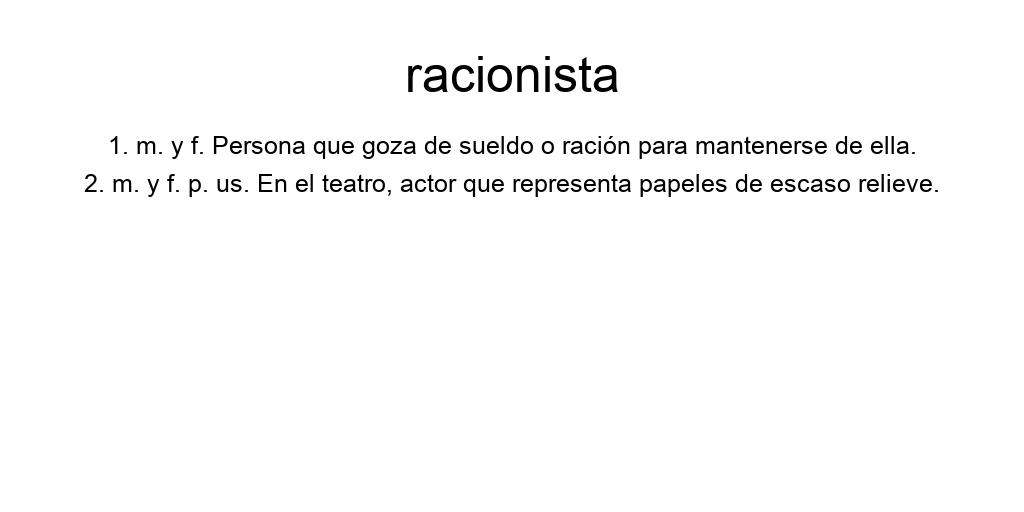 racionista
1. m. y f. Persona que goza de sueldo o ración para mantenerse de ella.
2. m. y f. p. us. En el teatro, actor que representa papeles de escaso relieve.